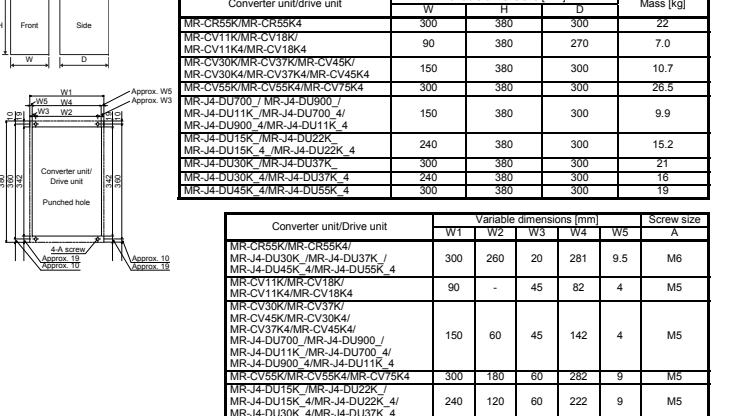 Converter unit/drive unit
Mass [kg]
W H D
MR-CR55K/MR-CR55K4 300 380 300 22
MR-CV11K/MR-CV18K/
MR-CV11K4/MR-CV18K4 90 380 270 7.0
MR-CV30K/MR-CV37K/MR-CV45K/
MR-CV30K4/MR-CV37K4/MR-CV45K4 150 380 300 10.7
MR-CV55K/MR-CV55K4/MR-CV75K4 300 380 300 26.5
MR-J4-DU700_/ MR-J4-DU900_/
MR-J4-DU11K_/MR-J4-DU700_4/
MR-J4-DU900_4/MR-J4-DU11K_4 150 380 300 9.9
MR-J4-DU15K_/MR-J4-DU22K_
MR-J4-DU15K_4_/MR-J4-DU22K_4 240 380 300 15.2
MR-J4-DU30K_/MR-J4-DU37K_ 300 380 300 21
MR-J4-DU30K_4/MR-J4-DU37K_4 240 380 300 16
MR-J4-DU45K_4/MR-J4-DU55K_4 300 380 300 19
H
Front
Side
W D
W1
Approx. W5
W5 W4
Approx. W3
W3 W2
10 19 19 10
380 360 342 342 360
Converter unit/
Drive unit
Punched hole
4-A screw
Approx. 19
Approx. 10
Approx. 10
Approx. 19
Converter unit/Drive unit
Variable dimensions [mm]
Screw size
W1 W2 W3 W4 W5 A
MR-CR55K/MR-CR55K4/
MR-J4-DU30K_/MR-J4-DU37K_/
MR-J4-DU45K_4/MR-J4-DU55K_4 300 260 20 281 9.5 M6
MR-CV11K/MR-CV18K/
MR-CV11K4/MR-CV18K4 90 - 45 82 4 M5
MR-CV30K/MR-CV37K/
MR-CV45K/MR-CV30K4/
MR-CV37K4/MR-CV45K4/
MR-J4-DU700_/MR-J4-DU900_/
MR-J4-DU11K_/MR-J4-DU700_4/
MR-J4-DU900_4/MR-J4-DU11K_4 150 60 45 142 4 M5
MR-CV55K/MR-CV55K4/MR-CV75K4 300 180 60 282 9 M5
MR-J4-DU15K_/MR-J4-DU22K_/
MR-J4-DU15K_4/MR-J4-DU22K_4/
MR-J4-DU30K_4/MR-J4-DU37K_4 240 120 60 222 9 M5